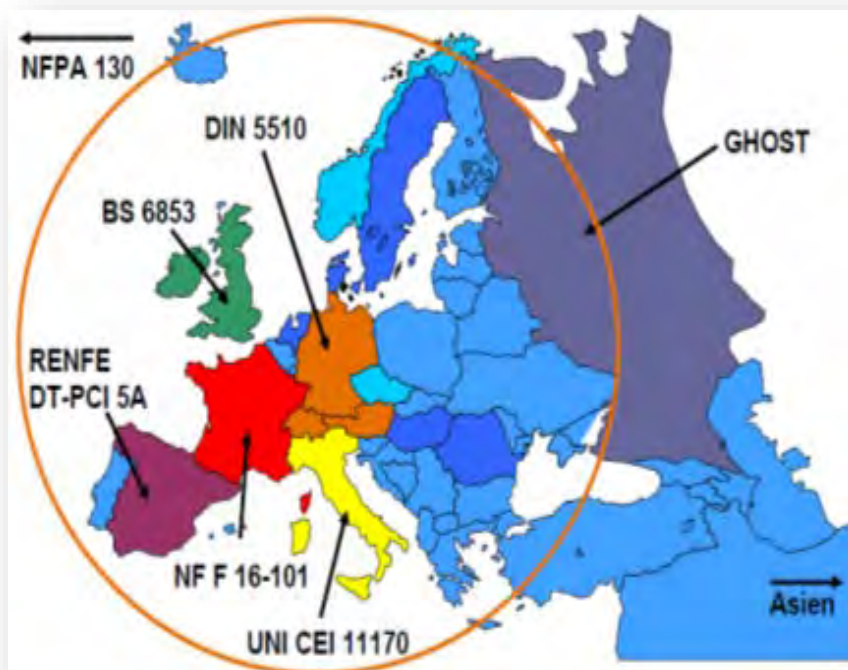 NFPA 130
DIN 5510
GHOST
BS 6853
RENFE
DT-PCI 5A
NF F 16-101
Asien
UNI CEI 11170